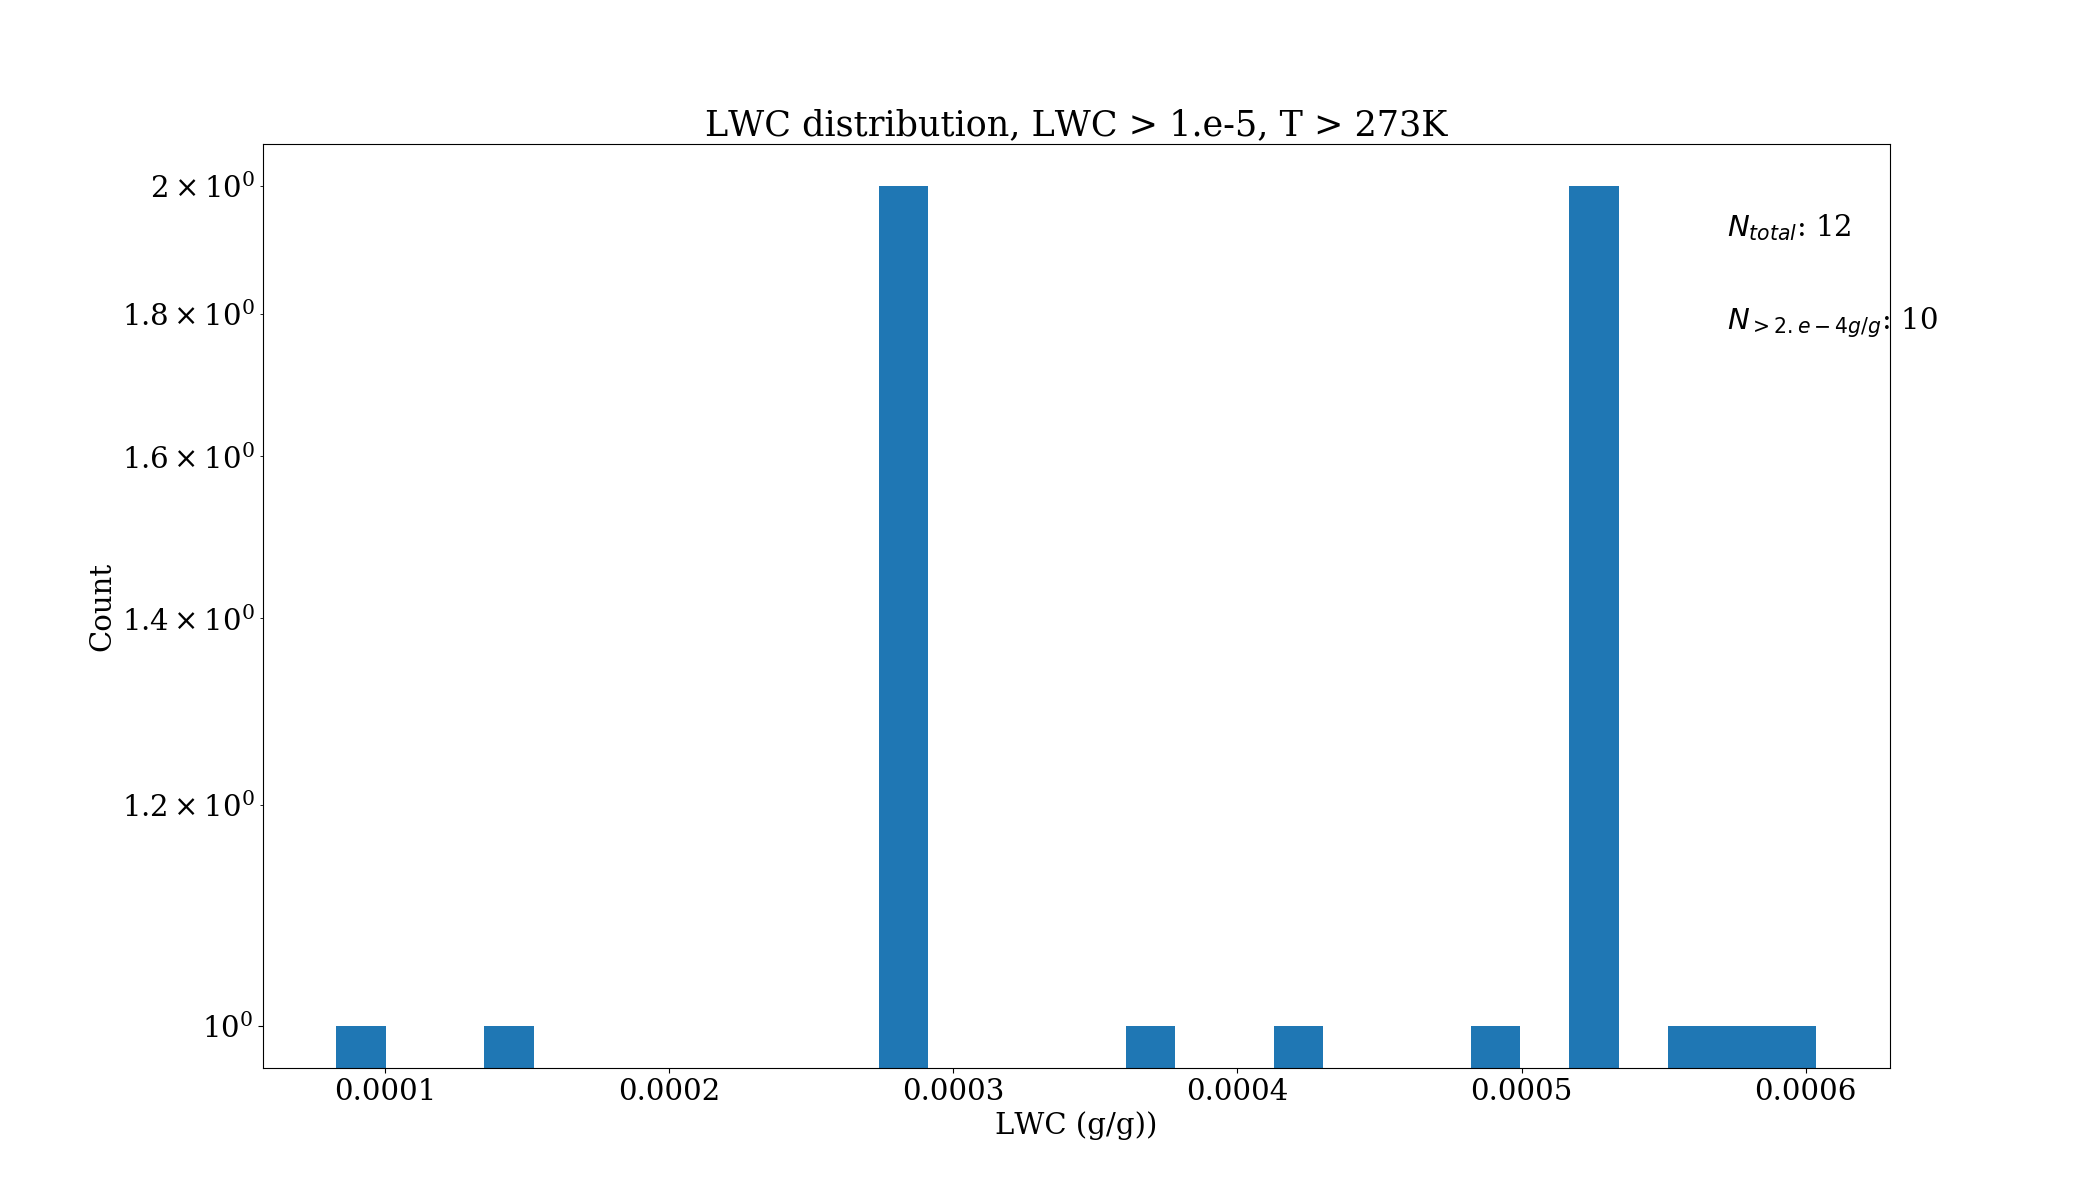 LWC distribution, LWC > 1.e-5, T > 273K
2 × 10⁰
N_total: 12
1.8 × 10⁰
N_>2.e−4g/g: 10
1.6 × 10⁰
1.4 × 10⁰
Count
1.2 × 10⁰
10⁰
0.0001 0.0002 0.0003 0.0004 0.0005 0.0006
LWC (g/g))